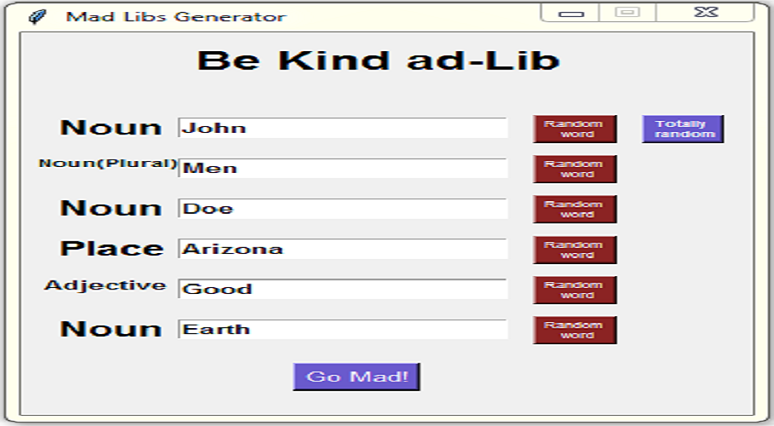 Mad Libs Generator
Be Kind ad-Lib
Noun John Random word Totally random
Noun(Plural) Men Random word
Noun Doe Random word
Place Arizona Random word
Adjective Good Random word
Noun Earth Random word
Go Mad!